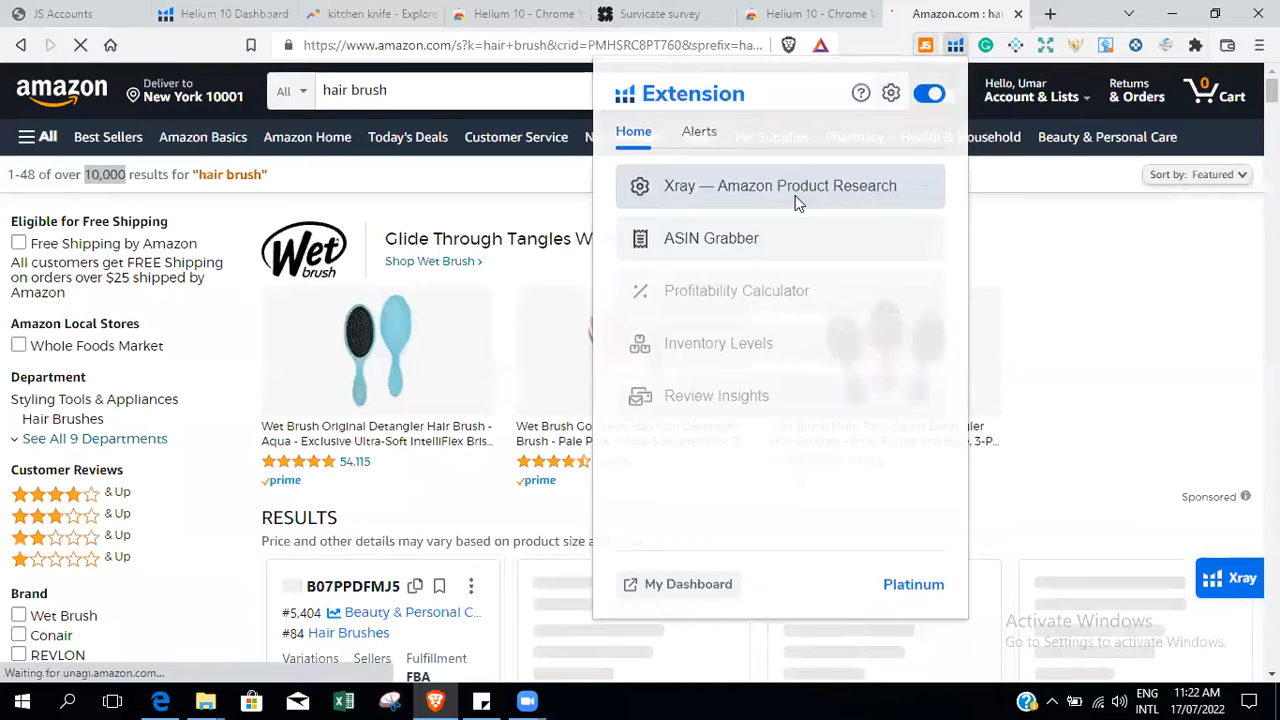 JS Accounts
Helium 10 Dashboard
kitchen knife - Explore
Helium 10 - Chrome
Survicate survey
Helium 10 - Chrome
Amazon.com : hai
https://www.amazon.com/s?k=hair+brush&crid=PMHSRC8PT760&sprefix=ha...
amazon
Deliver to
New York 10001
All
hair brush
Hello, Umar
Account & Lists
Returns
& Orders
0
Cart
All
Best Sellers
Amazon Basics
Amazon Home
Today's Deals
Customer Service
Pet Supplies
Pharmacy
Health & Household
Beauty & Personal Care
1-48 of over 10,000 results for "hair brush"
Sort by: Featured
Extension
Home
Alerts
Xray — Amazon Product Research
ASIN Grabber
Profitability Calculator
Inventory Levels
Review Insights
My Dashboard
Platinum
Eligible for Free Shipping
Free Shipping by Amazon
All customers get FREE Shipping
on orders over $25 shipped by
Amazon
Amazon Local Stores
Whole Foods Market
Department
Styling Tools & Appliances
Hair Brushes
See All 9 Departments
Customer Reviews
& Up
& Up
& Up
& Up
Brand
Wet Brush
Conair
REVLON
Wet
brush
Glide Through Tangles W
Shop Wet Brush ›
Wet Brush Original Detangler Hair Brush -
Aqua - Exclusive Ultra-Soft IntelliFlex Bris...
54,115
prime
prime
Sponsored
RESULTS
Price and other details may vary based on product size
B07PPDFMJ5
#5,404 Beauty & Personal C...
#84 Hair Brushes
Variations Sellers Fulfillment
FBA
Xray
Activate Windows
Go to Settings to activate Windows.
Waiting for unagi.amazon.com...
ENG
INTL
11:22 AM
17/07/2022